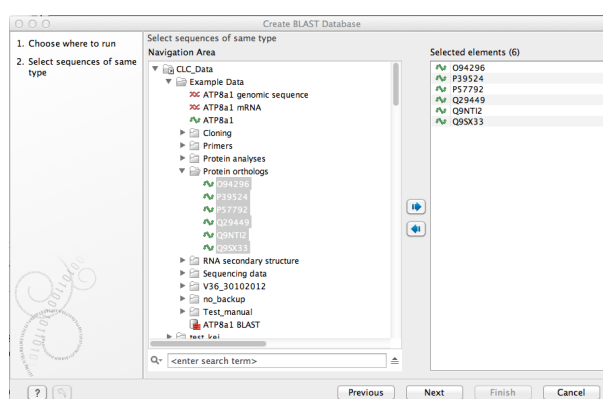 Create BLAST Database
1. Choose where to run
2. Select sequences of same
type
Select sequences of same type
Navigation Area
CLC_Data
Example Data
ATP8a1 genomic sequence
ATP8a1 mRNA
ATP8a1
Cloning
Primers
Protein analyses
Protein orthologs
O94296
P39524
P57792
Q29449
Q9NTI2
Q9SX33
RNA secondary structure
Sequencing data
V36_30102012
no_backup
Test_manual
ATP8a1 BLAST
test_kei
<enter search term>
Selected elements (6)
O94296
P39524
P57792
Q29449
Q9NTI2
Q9SX33
?
Previous
Next
Finish
Cancel